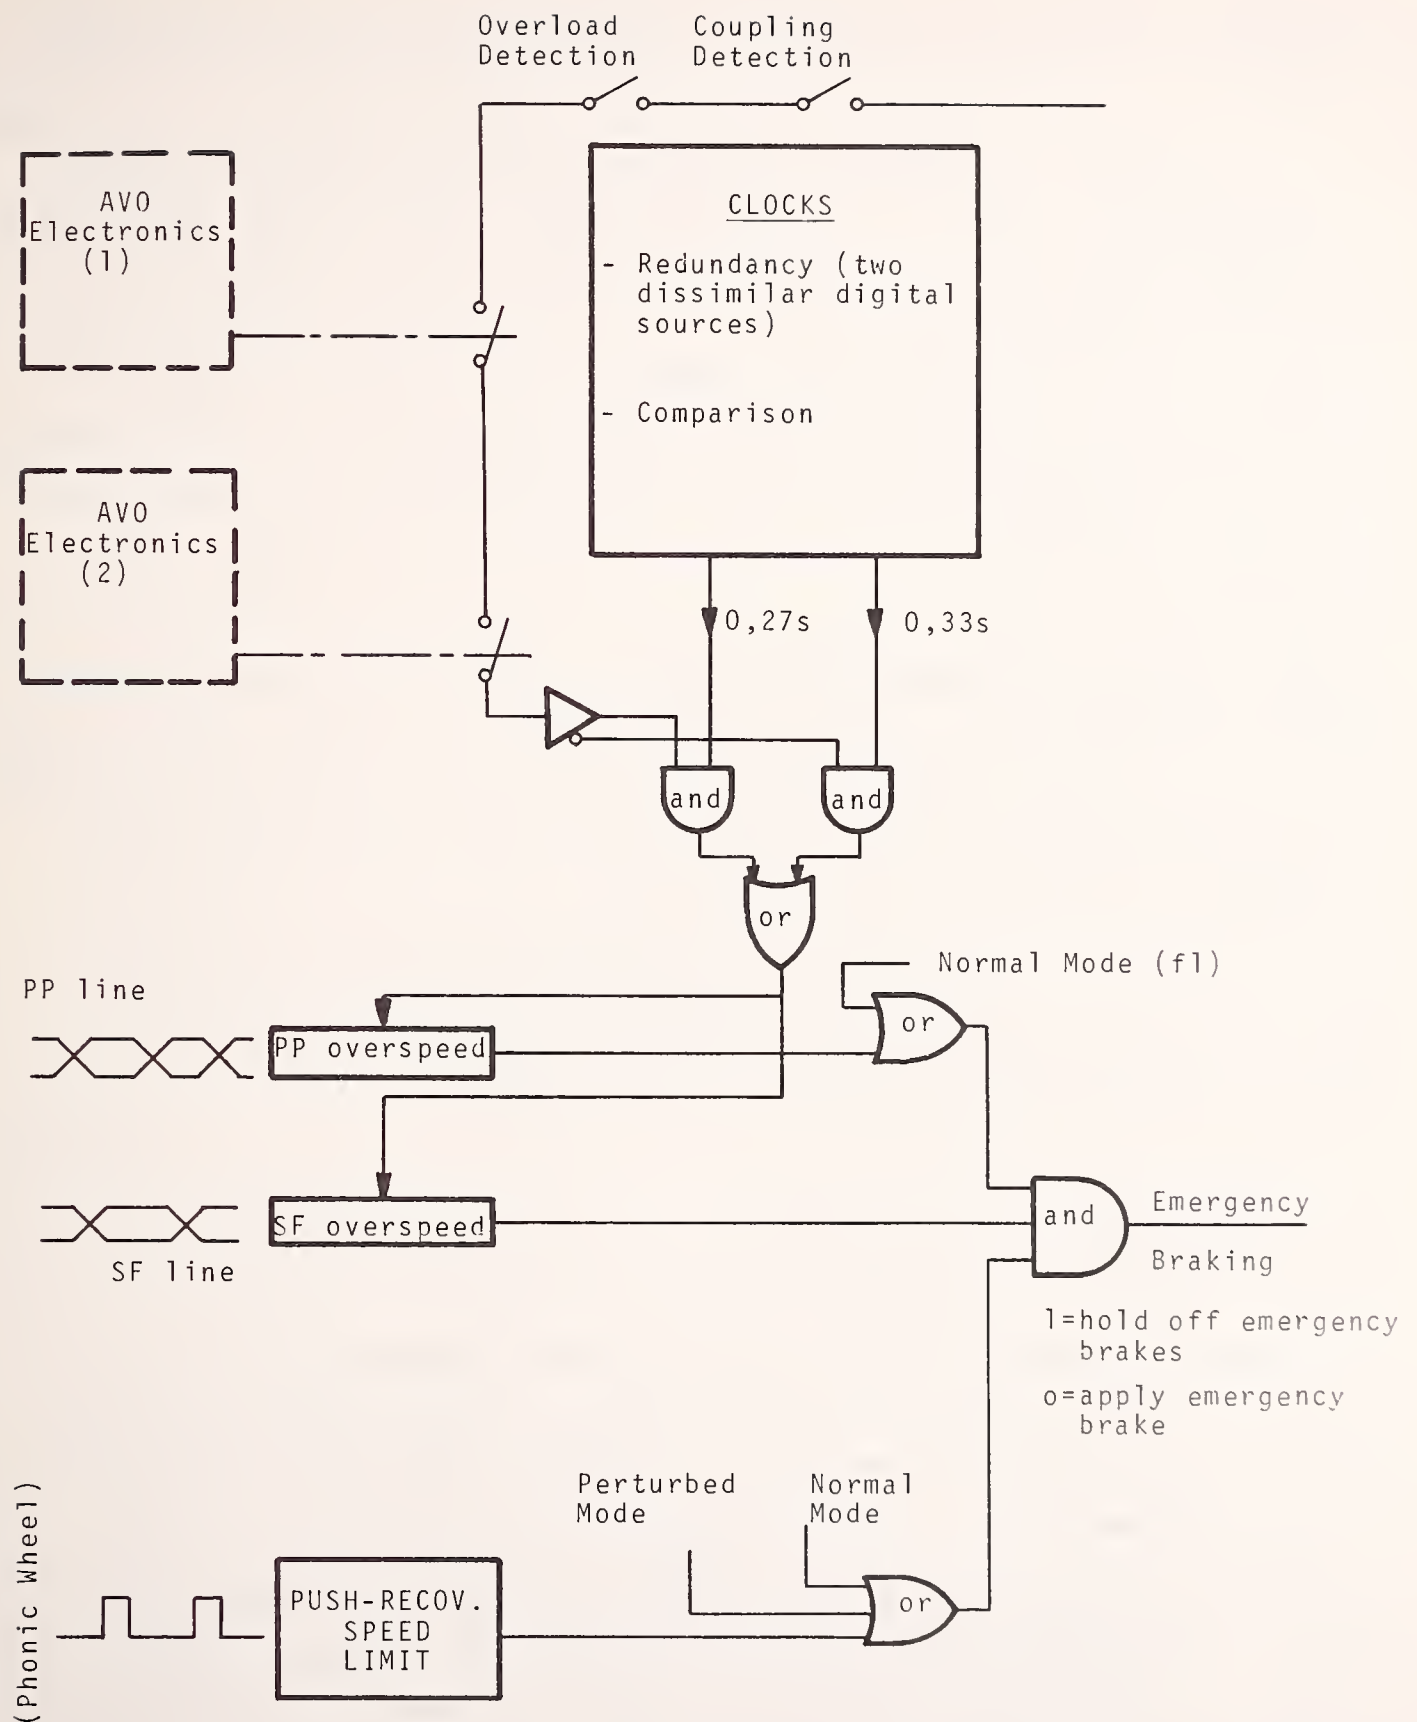 Overload
Detection
Coupling
Detection
AVO
Electronics
(1)
CLOCKS
- Redundancy (two
dissimilar digital
sources)
- Comparison
AVO
Electronics
(2)
0,27s
0,33s
and
and
or
Normal Mode (f1)
PP line
or
PP overspeed
and
Emergency
Braking
SF overspeed
SF line
1=hold off emergency
brakes
o=apply emergency
brake
Perturbed
Mode
Normal
Mode
(Phonic Wheel)
PUSH-RECOV.
SPEED
LIMIT
or